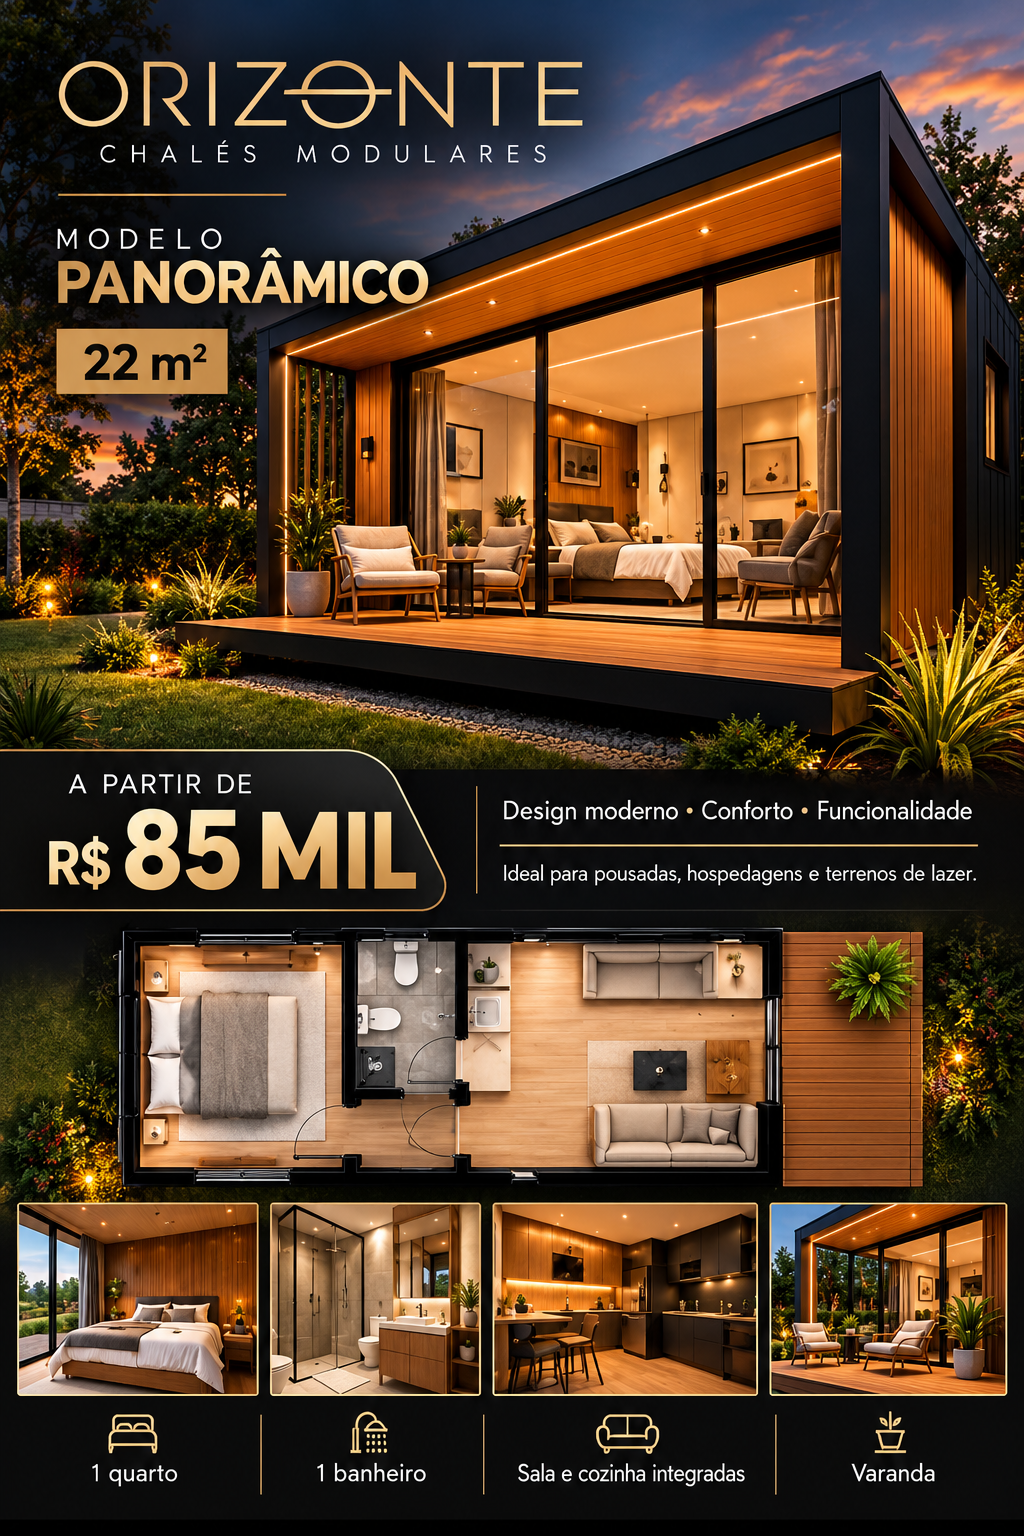 ORIZONTE
CHALÉS MODULARES
MODELO
PANORÂMICO
22 m²
A PARTIR DE
R$ 85 MIL
Design moderno • Conforto • Funcionalidade
Ideal para pousadas, hospedagens e terrenos de lazer.
1 quarto
1 banheiro
Sala e cozinha integradas
Varanda